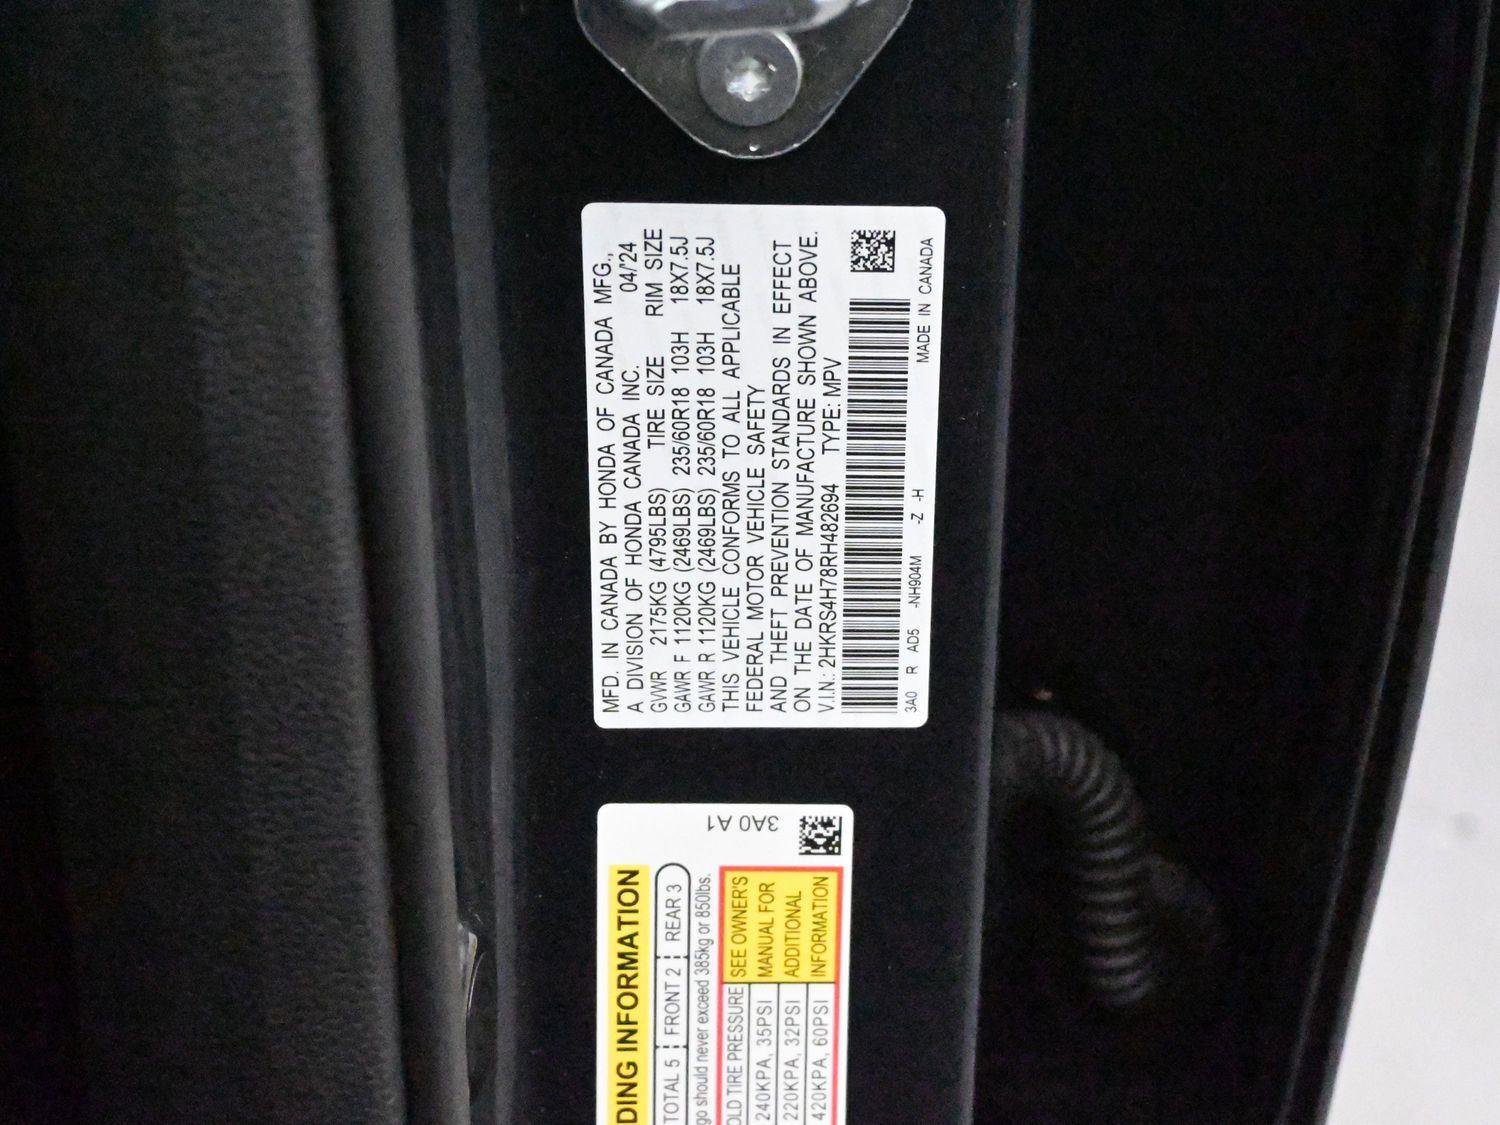 MFD. IN CANADA BY HONDA OF CANADA MFG.,
A DIVISION OF HONDA CANADA INC. 04/'24
GVWR 2175KG (4795LBS) TIRE SIZE RIM SIZE
GAWR F 1120KG (2469LBS) 235/60R18 103H 18X7.5J
GAWR R 1120KG (2469LBS) 235/60R18 103H 18X7.5J
THIS VEHICLE CONFORMS TO ALL APPLICABLE
FEDERAL MOTOR VEHICLE SAFETY
AND THEFT PREVENTION STANDARDS IN EFFECT
ON THE DATE OF MANUFACTURE SHOWN ABOVE.
V.I.N.: 2HKRS4H78RH482694 TYPE: MPV
3A0 R AD5 -NH904M -Z -H MADE IN CANADA
3A0 A1
DING INFORMATION
TOTAL 5 FRONT 2 REAR 3
go should never exceed 385kg or 850lbs.
OLD TIRE PRESSURE SEE OWNER'S
240KPA, 35PSI MANUAL FOR
220KPA, 32PSI ADDITIONAL
420KPA, 60PSI INFORMATION